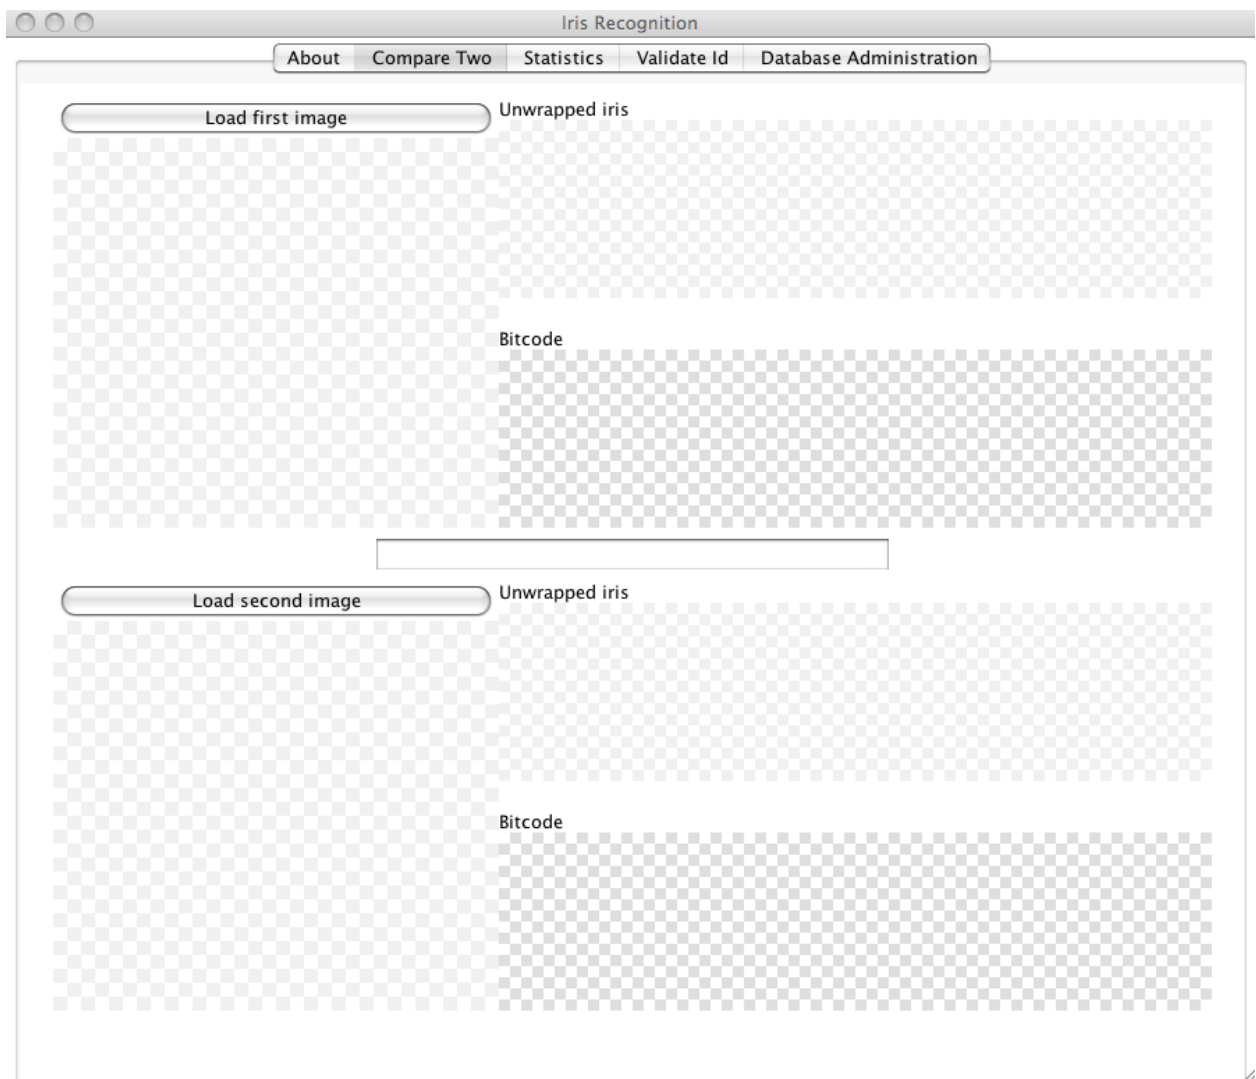 Iris Recognition
About Compare Two Statistics Validate Id Database Administration
Load first image
Unwrapped iris
Bitcode
Load second image
Unwrapped iris
Bitcode